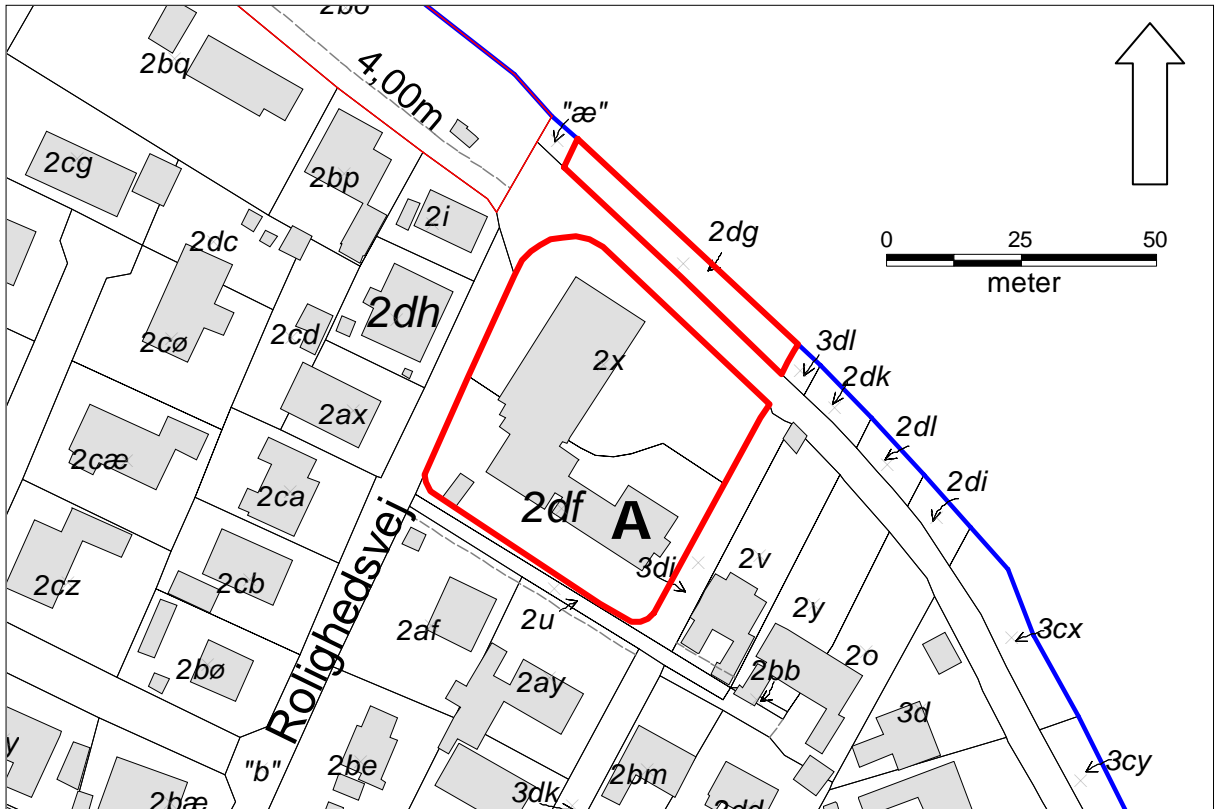 2bo
2bq
4,00m
"æ"
2cg
2bp
2i
2dg
2dc
0 25 50
meter
2dh
2cd
2cø
2x
3dl
2dk
2ax
2dl
2cæ
2ca
2di
2df
A
Rolighedsvej
3di
2v
2cz
2cb
2y
2af
2u
3cx
2bø
2ay
2bb
2o
3d
"b"
2be
2bm
3cy
3dk
2bæ
2dd